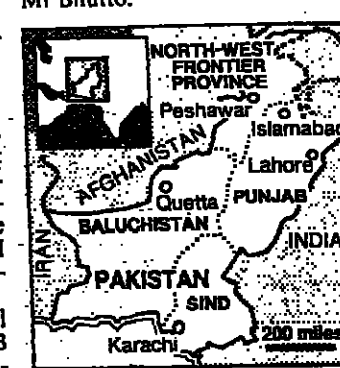 Mr Bhutto.
NORTH-WEST
FRONTIER
PROVINCE
Peshawar
Islamabad
AFGHANISTAN
Lahore
Quetta
PUNJAB
BALUCHISTAN
INDIA
IRAN
PAKISTAN
SIND
200 miles
Karachi